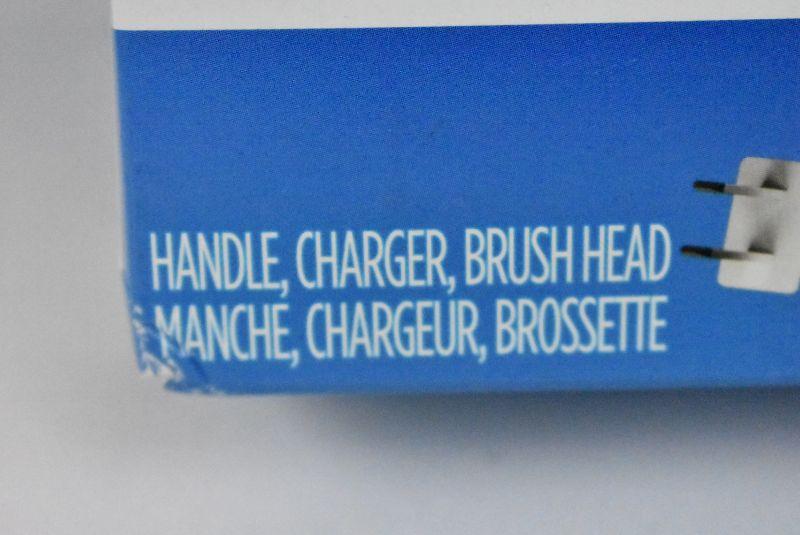 HANDLE, CHARGER, BRUSH HEAD
MANCHE, CHARGEUR, BROSSETTE